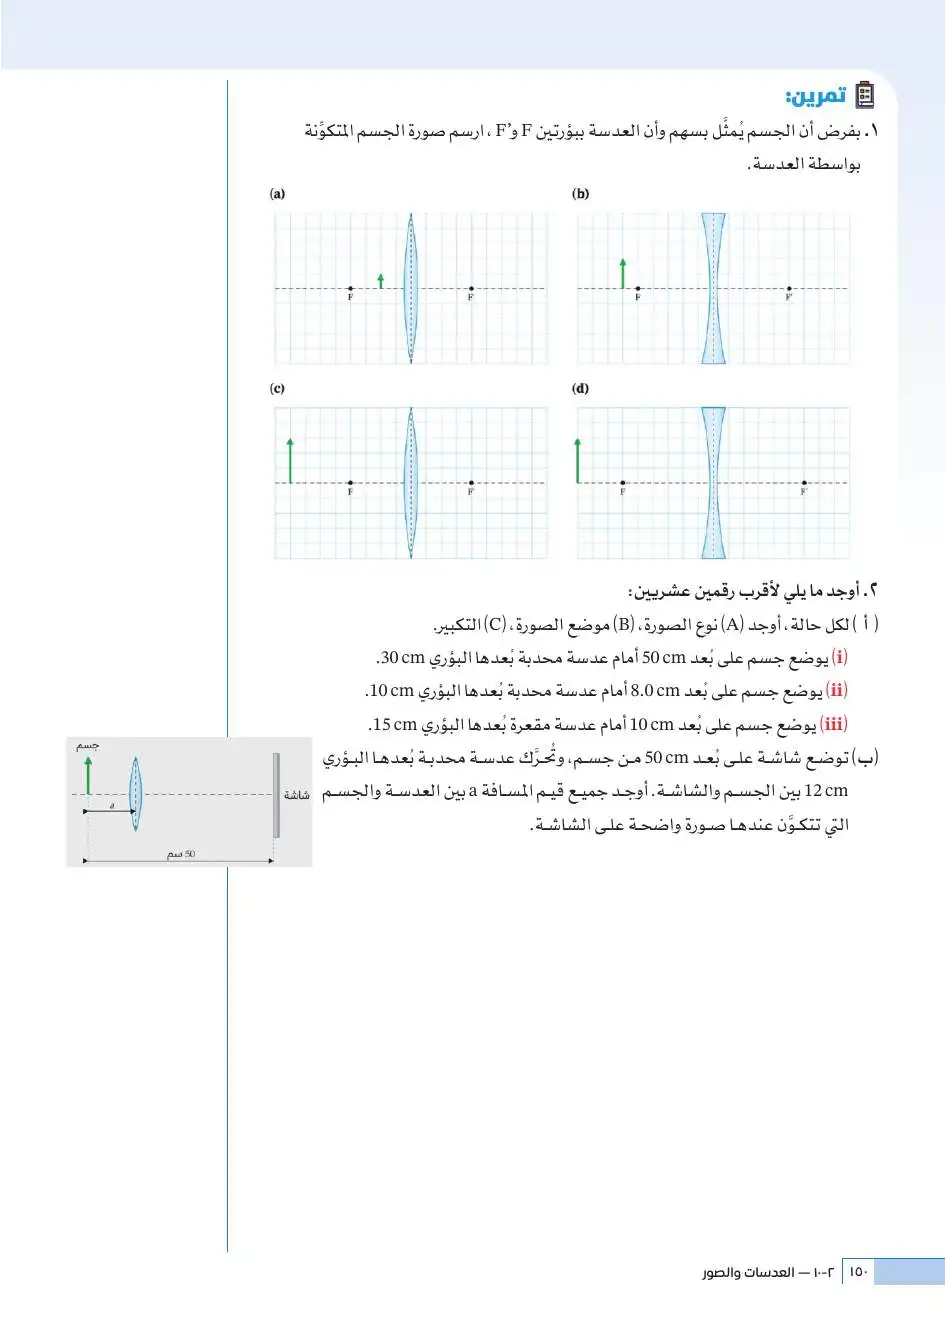 تمرين:
١. بفرض أن الجسم يُمثَّل بسهم وأن العدسة ببؤرتين F و’F ، ارسم صورة الجسم المتكوِّنة
بواسطة العدسة.
(a)
(b)
F
F'
F
F'
(c)
(d)
F
F'
F
F'
٢. أوجد ما يلي لأقرب رقمين عشريين:
( أ ) لكل حالة، أوجد (A) نوع الصورة، (B) موضع الصورة، (C) التكبير.
(i) يوضع جسم على بُعد 50 cm أمام عدسة محدبة بُعدها البؤري 30 cm.
(ii) يوضع جسم على بُعد 8.0 cm أمام عدسة محدبة بُعدها البؤري 10 cm.
(iii) يوضع جسم على بُعد 10 cm أمام عدسة مقعرة بُعدها البؤري 15 cm.
(ب) توضع شاشة على بُعد 50 cm من جسم، وتُحرَّك عدسة محدبة بُعدها البؤري
12 cm بين الجسم والشاشة. أوجد جميع قيم المسافة a بين العدسة والجسم
التي تتكوَّن عندها صورة واضحة على الشاشة.
جسم
شاشة
a
50 سم
١٥٠
٢-١٠ — العدسات والصور